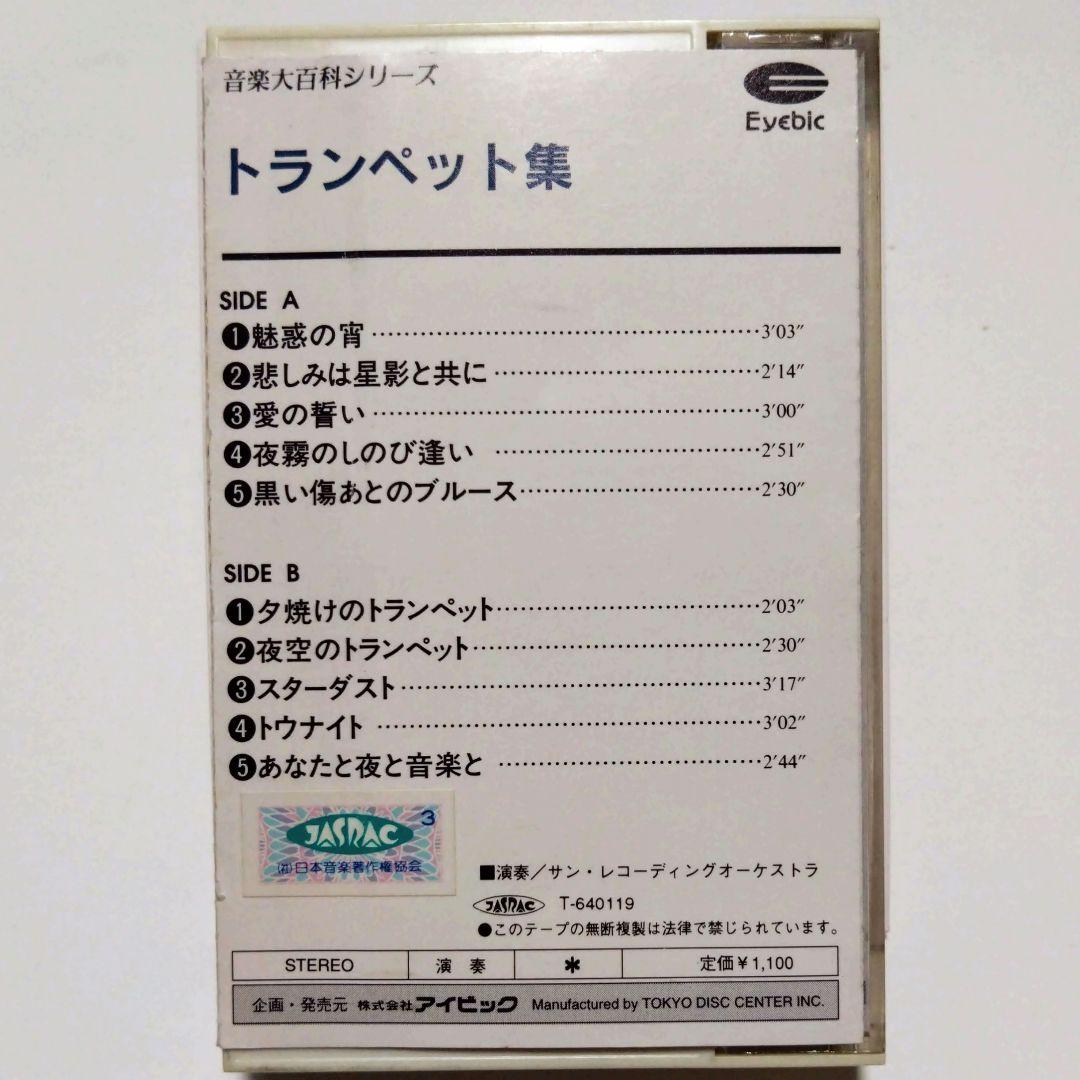 音楽大百科シリーズ
Eyebic
トランペット集
SIDE A
❶魅惑の宵 3'03"
❷悲しみは星影と共に 2'14"
❸愛の誓い 3'00"
❹夜霧のしのび逢い 2'51"
❺黒い傷あとのブルース 2'30"
SIDE B
❶夕焼けのトランペット 2'03"
❷夜空のトランペット 2'30"
❸スターダスト 3'17"
❹トウナイト 3'02"
❺あなたと夜と音楽と 2'44"
JASRAC 3
(社)日本音楽著作権協会
■演奏/サン・レコーディングオーケストラ
JASRAC T-640119
●このテープの無断複製は法律で禁じられています。
STEREO 演奏 * 定価¥1,100
企画・発売元 株式会社アイビック Manufactured by TOKYO DISC CENTER INC.